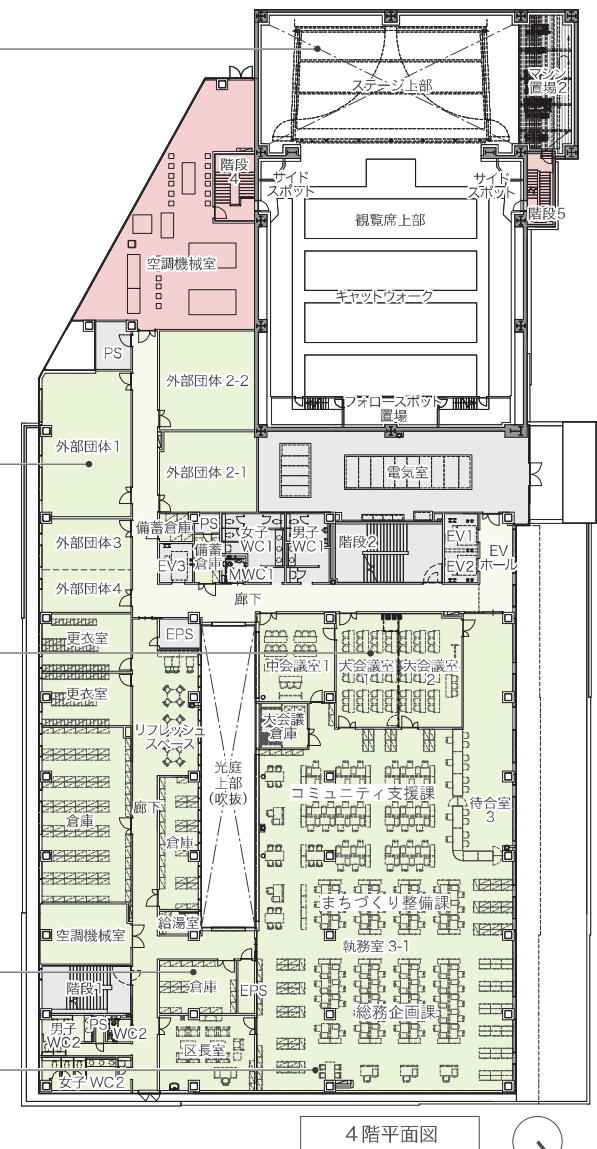 ステージ上部
マシン
置場2
階段
4
サイド
スポット
サイド
スポット
階段5
観覧席上部
空調機械室
キャットウォーク
PS
外部団体 2-2
フォロースポット
置場
外部団体1
外部団体 2-1
電気室
備蓄倉庫
PS
女子
WC1
男子
WC1
階段2
EV1
EV
ホール
外部団体3
備蓄
倉庫
EV3
MWC1
EV2
外部団体4
廊下
更衣室
EPS
中会議室1
大会議室
1
大会議室
2
更衣室
リフレッシュ
スペース
大会議
倉庫
光庭
上部
(吹抜)
コミュニティ支援課
待合室
3
倉庫
廊下
倉庫
まちづくり整備課
給湯室
空調機械室
執務室 3-1
階段1
倉庫
EPS
総務企画課
男子
WC2
PS
WC2
区長室
女子 WC2
4階平面図